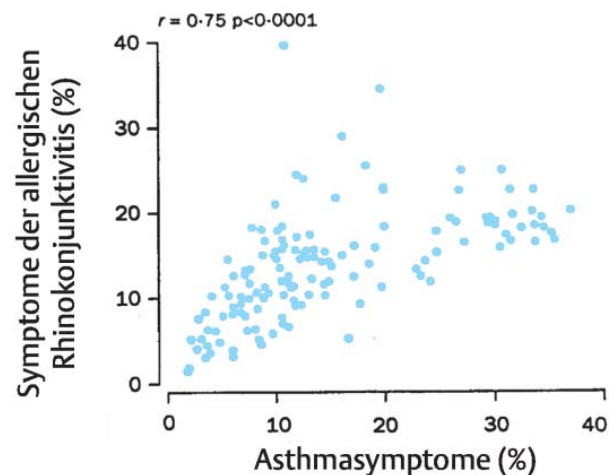 r = 0·75 p<0·0001
Symptome der allergischen
Rhinokonjunktivitis (%)
40
30
20
10
0
0 10 20 30 40
Asthmasymptome (%)